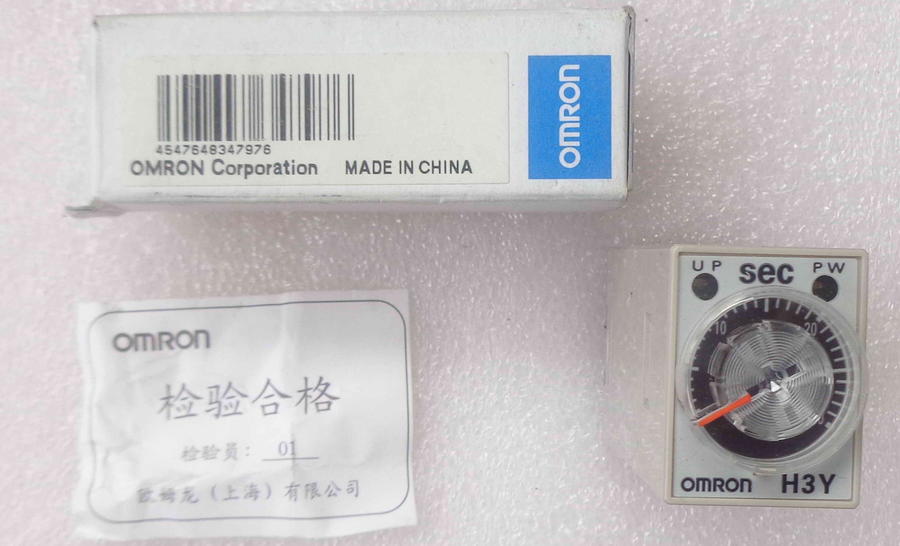 4547648347976
OMRON Corporation MADE IN CHINA
OMRON
OMRON
检验合格
检验员: 01
欧姆龙(上海)有限公司
UP sec PW
10 20
OMRON H3Y